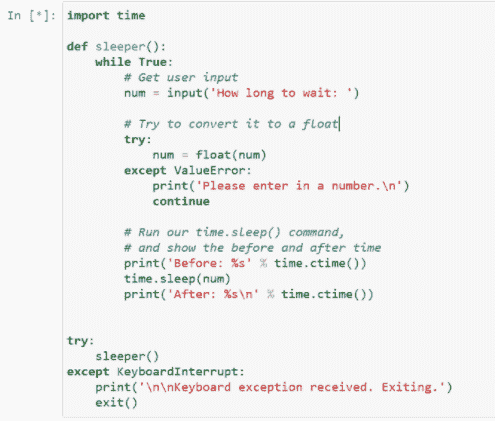 In [*]: import time
def sleeper():
while True:
# Get user input
num = input('How long to wait: ')
# Try to convert it to a float
try:
num = float(num)
except ValueError:
print('Please enter in a number.\n')
continue
# Run our time.sleep() command,
# and show the before and after time
print('Before: %s' % time.ctime())
time.sleep(num)
print('After: %s\n' % time.ctime())
try:
sleeper()
except KeyboardInterrupt:
print('\n\nKeyboard exception received. Exiting.')
exit()